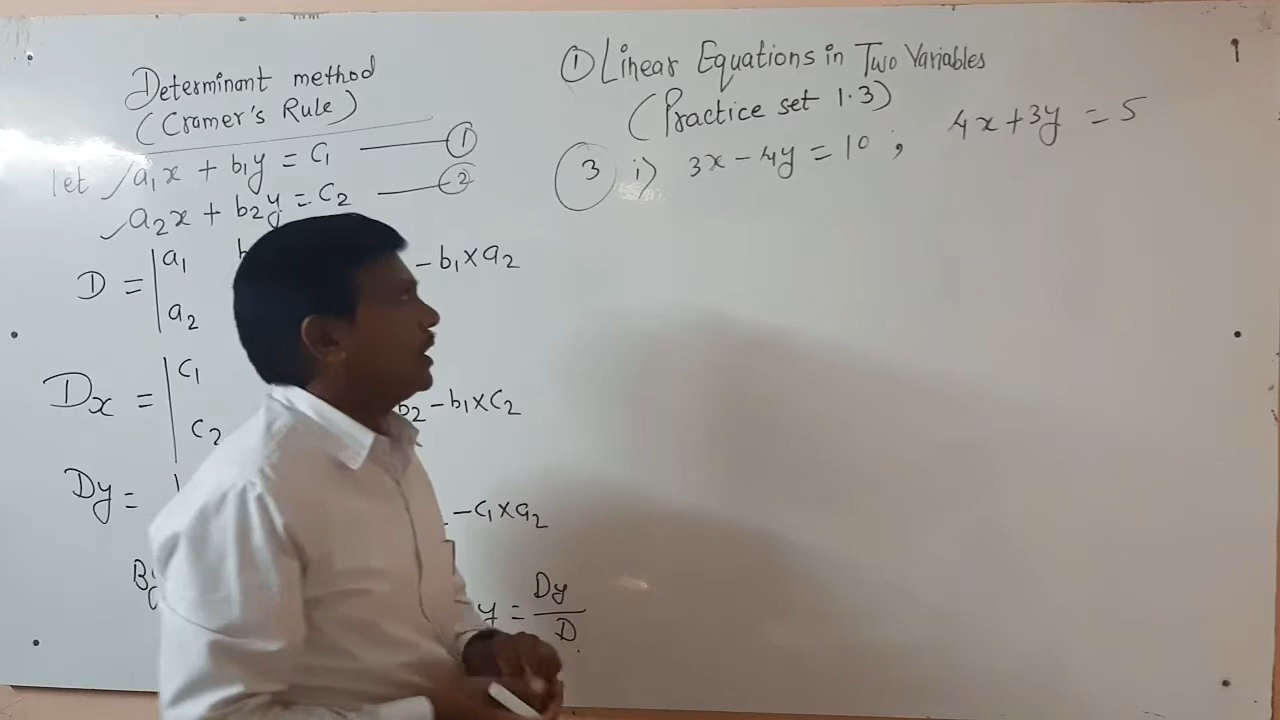 Determinant method
(Cramer's Rule)
let a₁x + b₁y = c₁ ① 
a₂x + b₂y = c₂ ②
D = | a₁ - b₁×a₂
a₂
Dx = | c₁ b₂ - b₁×c₂
c₂
Dy = - c₁×a₂
y = Dy
D
① Linear Equations in Two Variables
(Practice set 1.3)
③ i) 3x - 4y = 10 ; 4x + 3y = 5
1